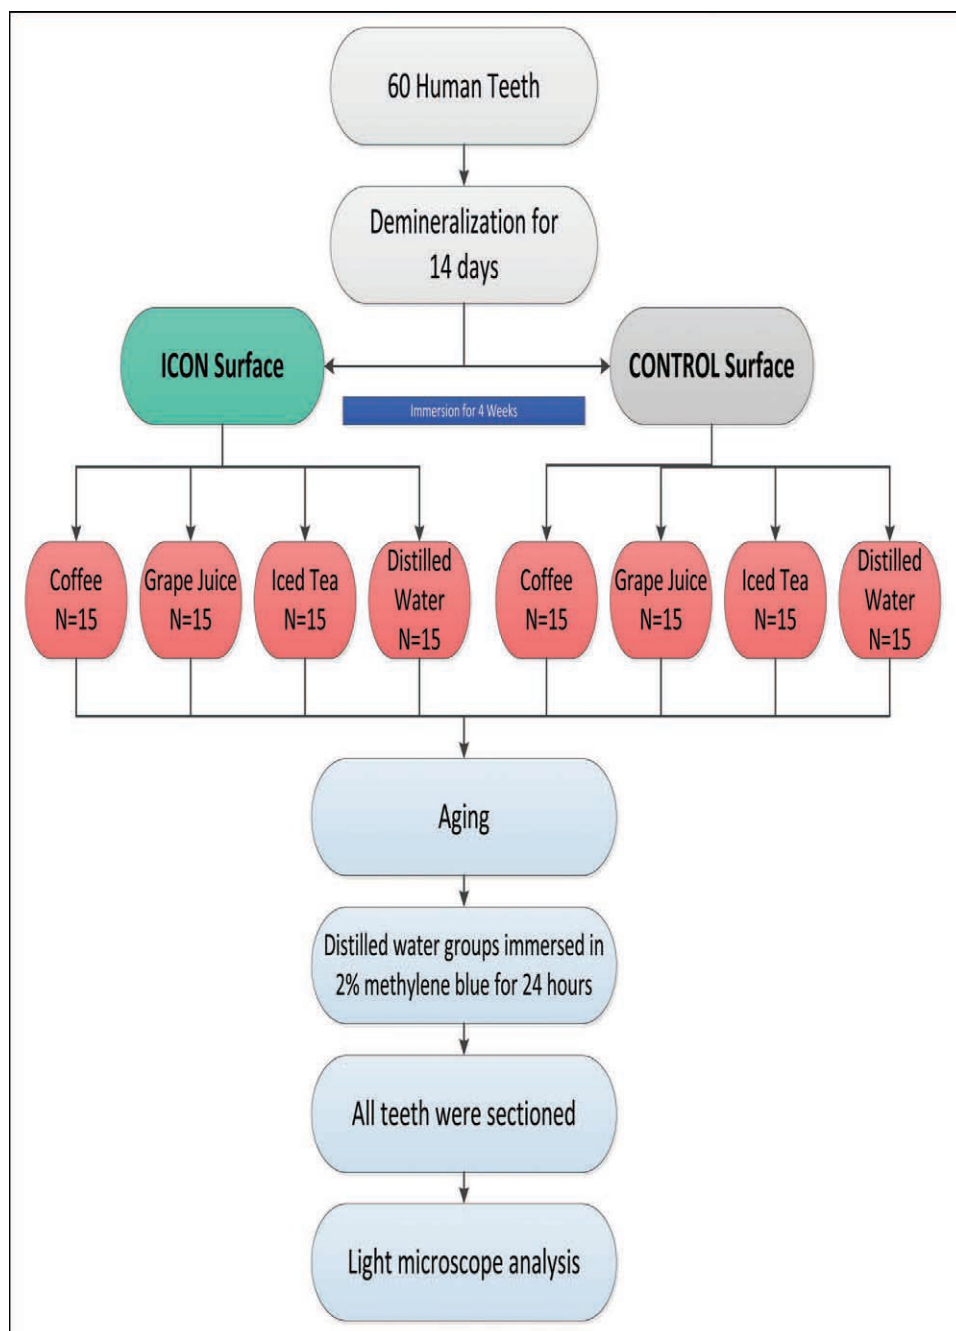 60 Human Teeth
Demineralization for
14 days
ICON Surface
CONTROL Surface
Immersion for 4 Weeks
Coffee
N=15
Grape Juice
N=15
Iced Tea
N=15
Distilled
Water
N=15
Coffee
N=15
Grape Juice
N=15
Iced Tea
N=15
Distilled
Water
N=15
Aging
Distilled water groups immersed in
2% methylene blue for 24 hours
All teeth were sectioned
Light microscope analysis